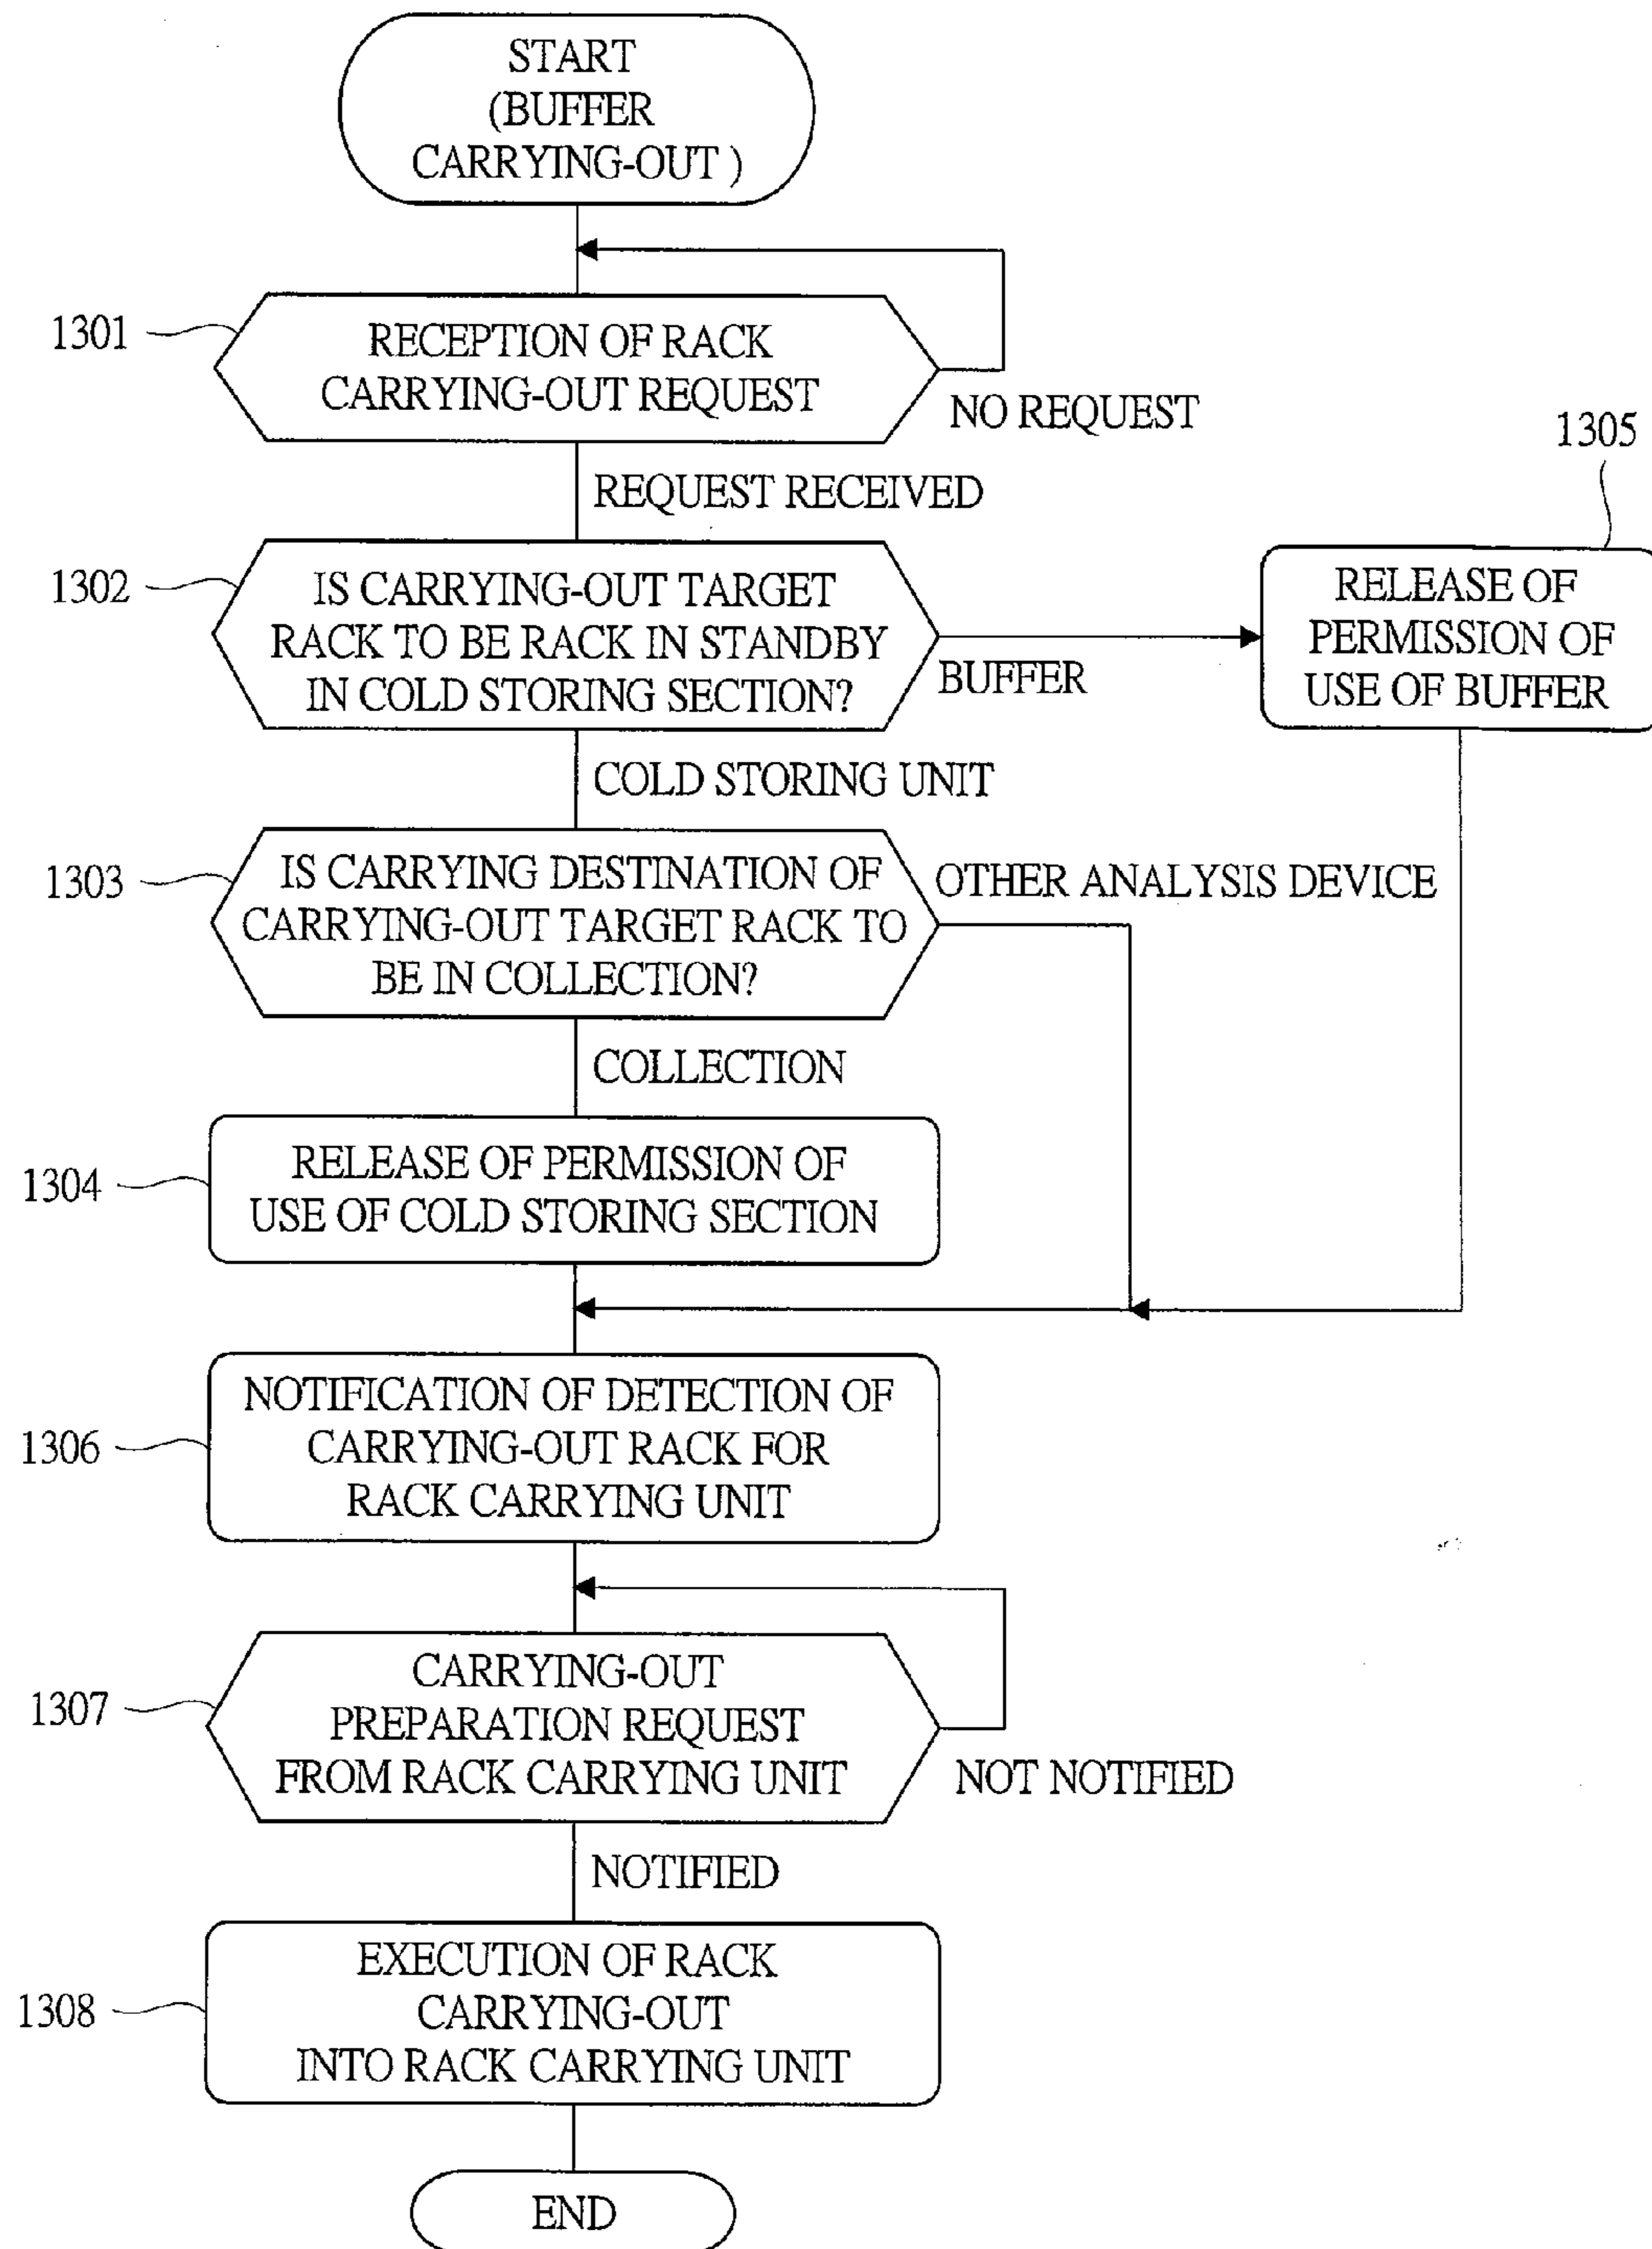 START
(BUFFER
CARRYING-OUT )
1301
RECEPTION OF RACK
CARRYING-OUT REQUEST
NO REQUEST
REQUEST RECEIVED
1305
1302
IS CARRYING-OUT TARGET
RACK TO BE RACK IN STANDBY
IN COLD STORING SECTION?
BUFFER
RELEASE OF
PERMISSION OF
USE OF BUFFER
COLD STORING UNIT
1303
IS CARRYING DESTINATION OF
CARRYING-OUT TARGET RACK TO
BE IN COLLECTION?
OTHER ANALYSIS DEVICE
COLLECTION
1304
RELEASE OF PERMISSION OF
USE OF COLD STORING SECTION
1306
NOTIFICATION OF DETECTION OF
CARRYING-OUT RACK FOR
RACK CARRYING UNIT
1307
CARRYING-OUT
PREPARATION REQUEST
FROM RACK CARRYING UNIT
NOT NOTIFIED
NOTIFIED
1308
EXECUTION OF RACK
CARRYING-OUT
INTO RACK CARRYING UNIT
END